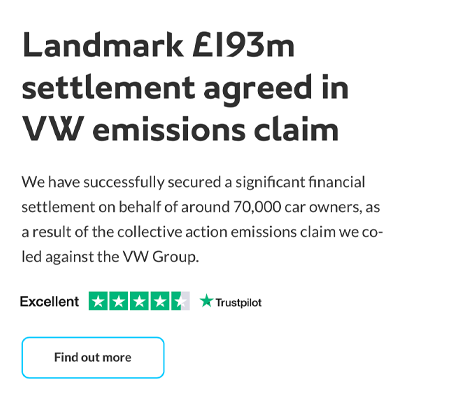 Landmark £193m
settlement agreed in
VW emissions claim
We have successfully secured a significant financial
settlement on behalf of around 70,000 car owners, as
a result of the collective action emissions claim we co-
led against the VW Group.
Excellent Trustpilot
Find out more